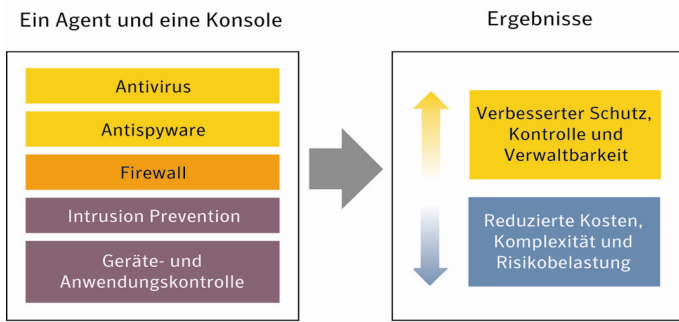 Ein Agent und eine Konsole
Antivirus
Antispyware
Firewall
Intrusion Prevention
Geräte- und
Anwendungskontrolle
Ergebnisse
Verbesserter Schutz,
Kontrolle und
Verwaltbarkeit
Reduzierte Kosten,
Komplexität und
Risikobelastung